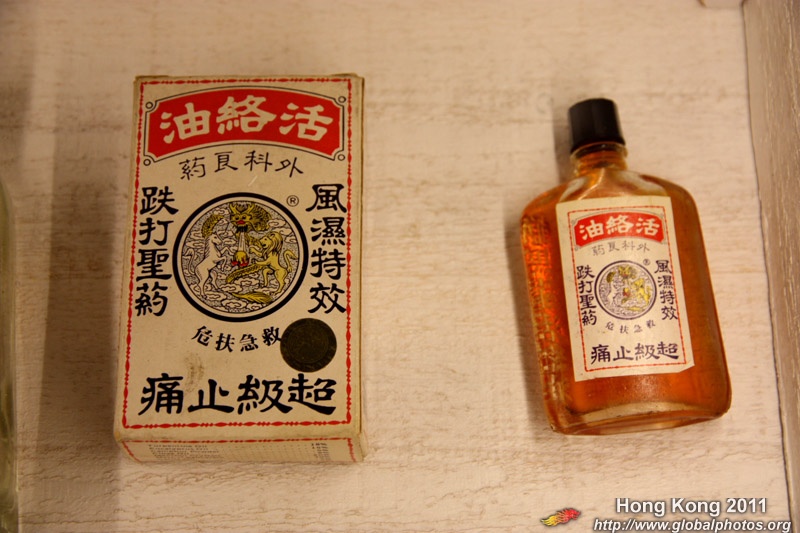 活絡油
外科良葯
風濕特效
跌打聖葯
®
救急扶危
超級止痛
活絡油
外科良葯
風濕特效
跌打聖葯
®
救急扶危
超級止痛
Hong Kong 2011
http://www.globalphotos.org